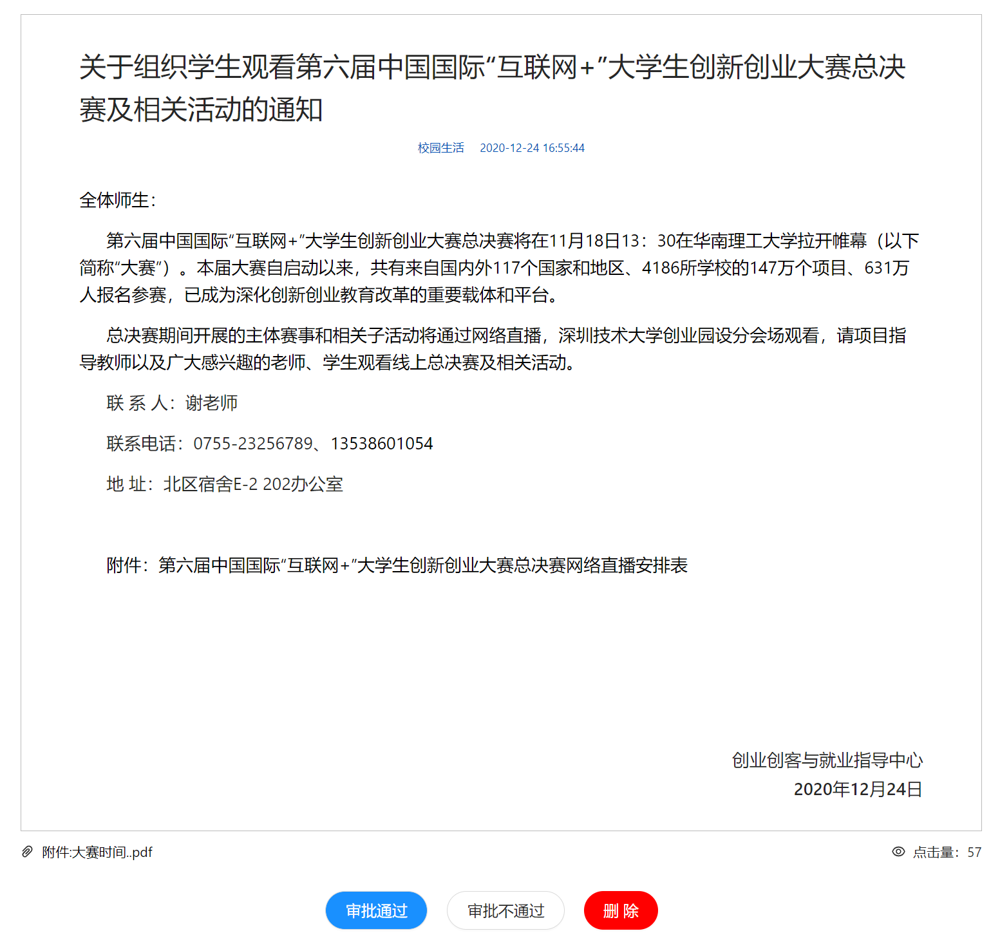 关于组织学生观看第六届中国国际“互联网+”大学生创新创业大赛总决
赛及相关活动的通知
校园生活 2020-12-24 16:55:44
全体师生：
第六届中国国际“互联网+”大学生创新创业大赛总决赛将在11月18日13：30在华南理工大学拉开帷幕（以下
简称“大赛”）。本届大赛自启动以来，共有来自国内外117个国家和地区、4186所学校的147万个项目、631万
人报名参赛，已成为深化创新创业教育改革的重要载体和平台。
总决赛期间开展的主体赛事和相关子活动将通过网络直播，深圳技术大学创业园设分会场观看，请项目指
导教师以及广大感兴趣的老师、学生观看线上总决赛及相关活动。
联 系 人：谢老师
联系电话：0755-23256789、13538601054
地 址：北区宿舍E-2 202办公室
附件：第六届中国国际“互联网+”大学生创新创业大赛总决赛网络直播安排表
创业创客与就业指导中心
2020年12月24日
附件:大赛时间..pdf
点击量：57
审批通过
审批不通过
删 除